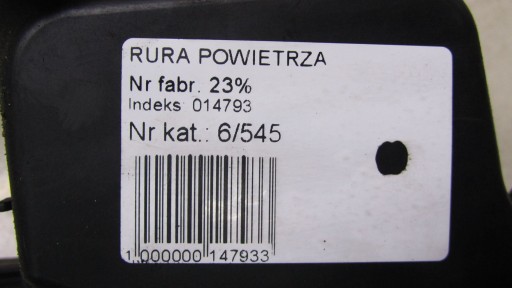 RURA POWIETRZA
Nr fabr. 23%
Indeks: 014793
Nr kat.: 6/545
1 000000 147933